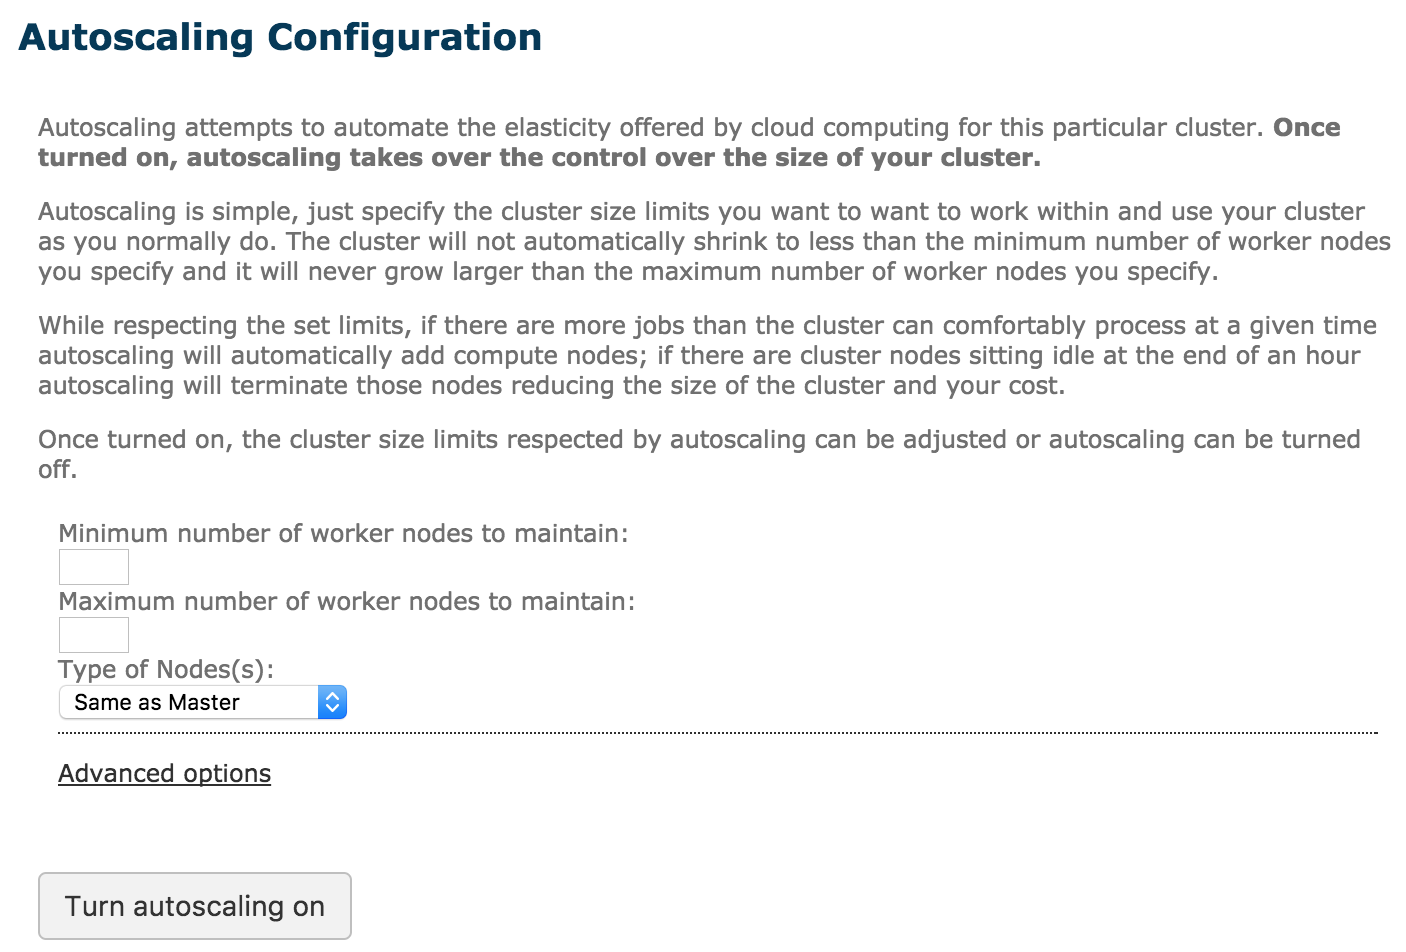 Autoscaling Configuration
Autoscaling attempts to automate the elasticity offered by cloud computing for this particular cluster. Once
turned on, autoscaling takes over the control over the size of your cluster.
Autoscaling is simple, just specify the cluster size limits you want to want to work within and use your cluster
as you normally do. The cluster will not automatically shrink to less than the minimum number of worker nodes
you specify and it will never grow larger than the maximum number of worker nodes you specify.
While respecting the set limits, if there are more jobs than the cluster can comfortably process at a given time
autoscaling will automatically add compute nodes; if there are cluster nodes sitting idle at the end of an hour
autoscaling will terminate those nodes reducing the size of the cluster and your cost.
Once turned on, the cluster size limits respected by autoscaling can be adjusted or autoscaling can be turned
off.
Minimum number of worker nodes to maintain:
Maximum number of worker nodes to maintain:
Type of Nodes(s):
Same as Master
Advanced options
Turn autoscaling on